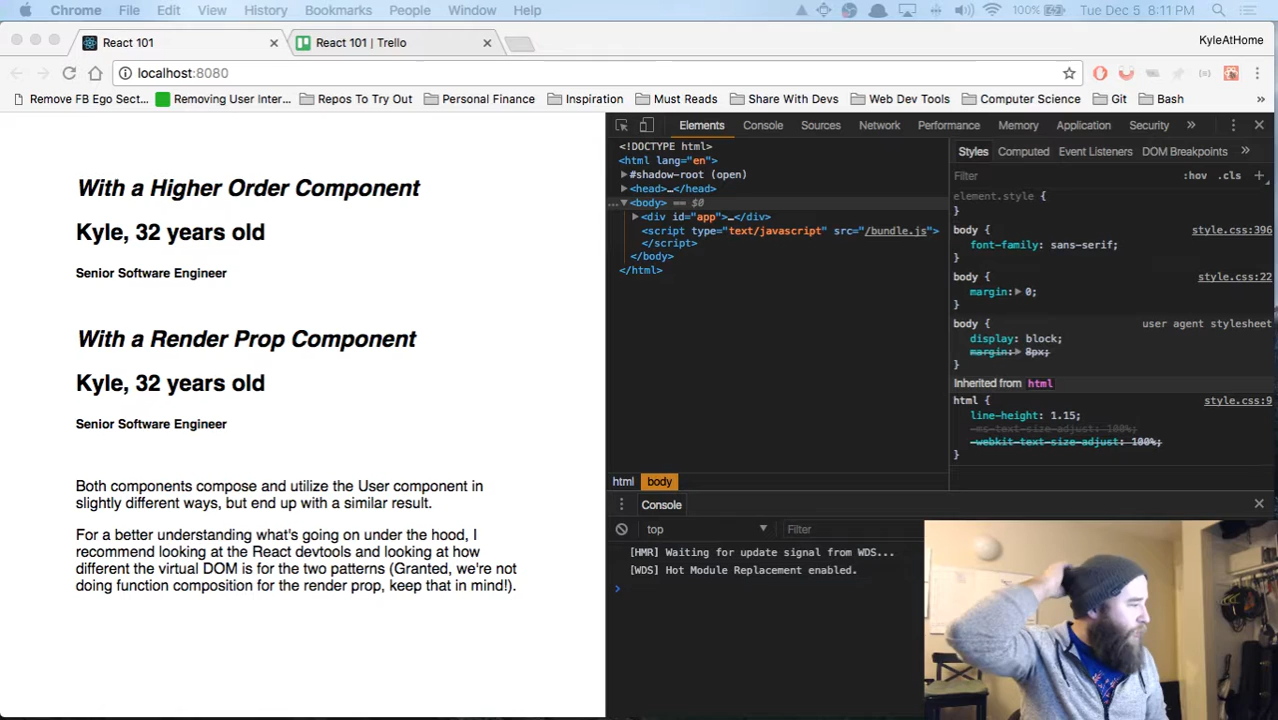 Chrome File Edit View History Bookmarks People Window Help 100% Tue Dec 5 8:11 PM
React 101 React 101 | Trello KyleAtHome
localhost:8080
Remove FB Ego Sect... Removing User Inter... Repos To Try Out Personal Finance Inspiration Must Reads Share With Devs Web Dev Tools Computer Science Git Bash »
With a Higher Order Component
Kyle, 32 years old
Senior Software Engineer
With a Render Prop Component
Kyle, 32 years old
Senior Software Engineer
Both components compose and utilize the User component in
slightly different ways, but end up with a similar result.
For a better understanding what's going on under the hood, I
recommend looking at the React devtools and looking at how
different the virtual DOM is for the two patterns (Granted, we're not
doing function composition for the render prop, keep that in mind!).
Elements Console Sources Network Performance Memory Application Security »
<!DOCTYPE html>
<html lang="en">
#shadow-root (open)
<head>…</head>
… <body> == $0
<div id="app">…</div>
<script type="text/javascript" src="/bundle.js">
</script>
</body>
</html>
html body
Styles Computed Event Listeners DOM Breakpoints »
Filter :hov .cls +
element.style {
}
body { style.css:396
font-family: sans-serif;
}
body { style.css:22
margin: 0;
}
body { user agent stylesheet
display: block;
margin: 8px;
}
Inherited from html
html { style.css:9
line-height: 1.15;
-ms-text-size-adjust: 100%;
-webkit-text-size-adjust: 100%;
}
Console
top Filter
[HMR] Waiting for update signal from WDS...
[WDS] Hot Module Replacement enabled.